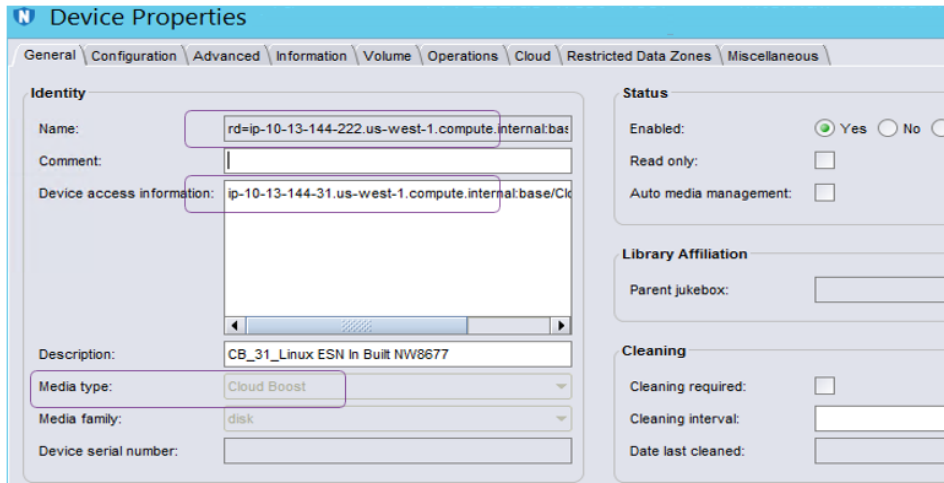 Device Properties
General Configuration Advanced Information Volume Operations Cloud Restricted Data Zones Miscellaneous
Identity
Name: rd=ip-10-13-144-222.us-west-1.compute.internal:bas
Comment:
Device access information: ip-10-13-144-31.us-west-1.compute.internal:base/Clo
Description: CB_31_Linux ESN In Built NW8677
Media type: Cloud Boost
Media family: disk
Device serial number:
Status
Enabled: Yes No
Read only:
Auto media management:
Library Affiliation
Parent jukebox:
Cleaning
Cleaning required:
Cleaning interval:
Date last cleaned: